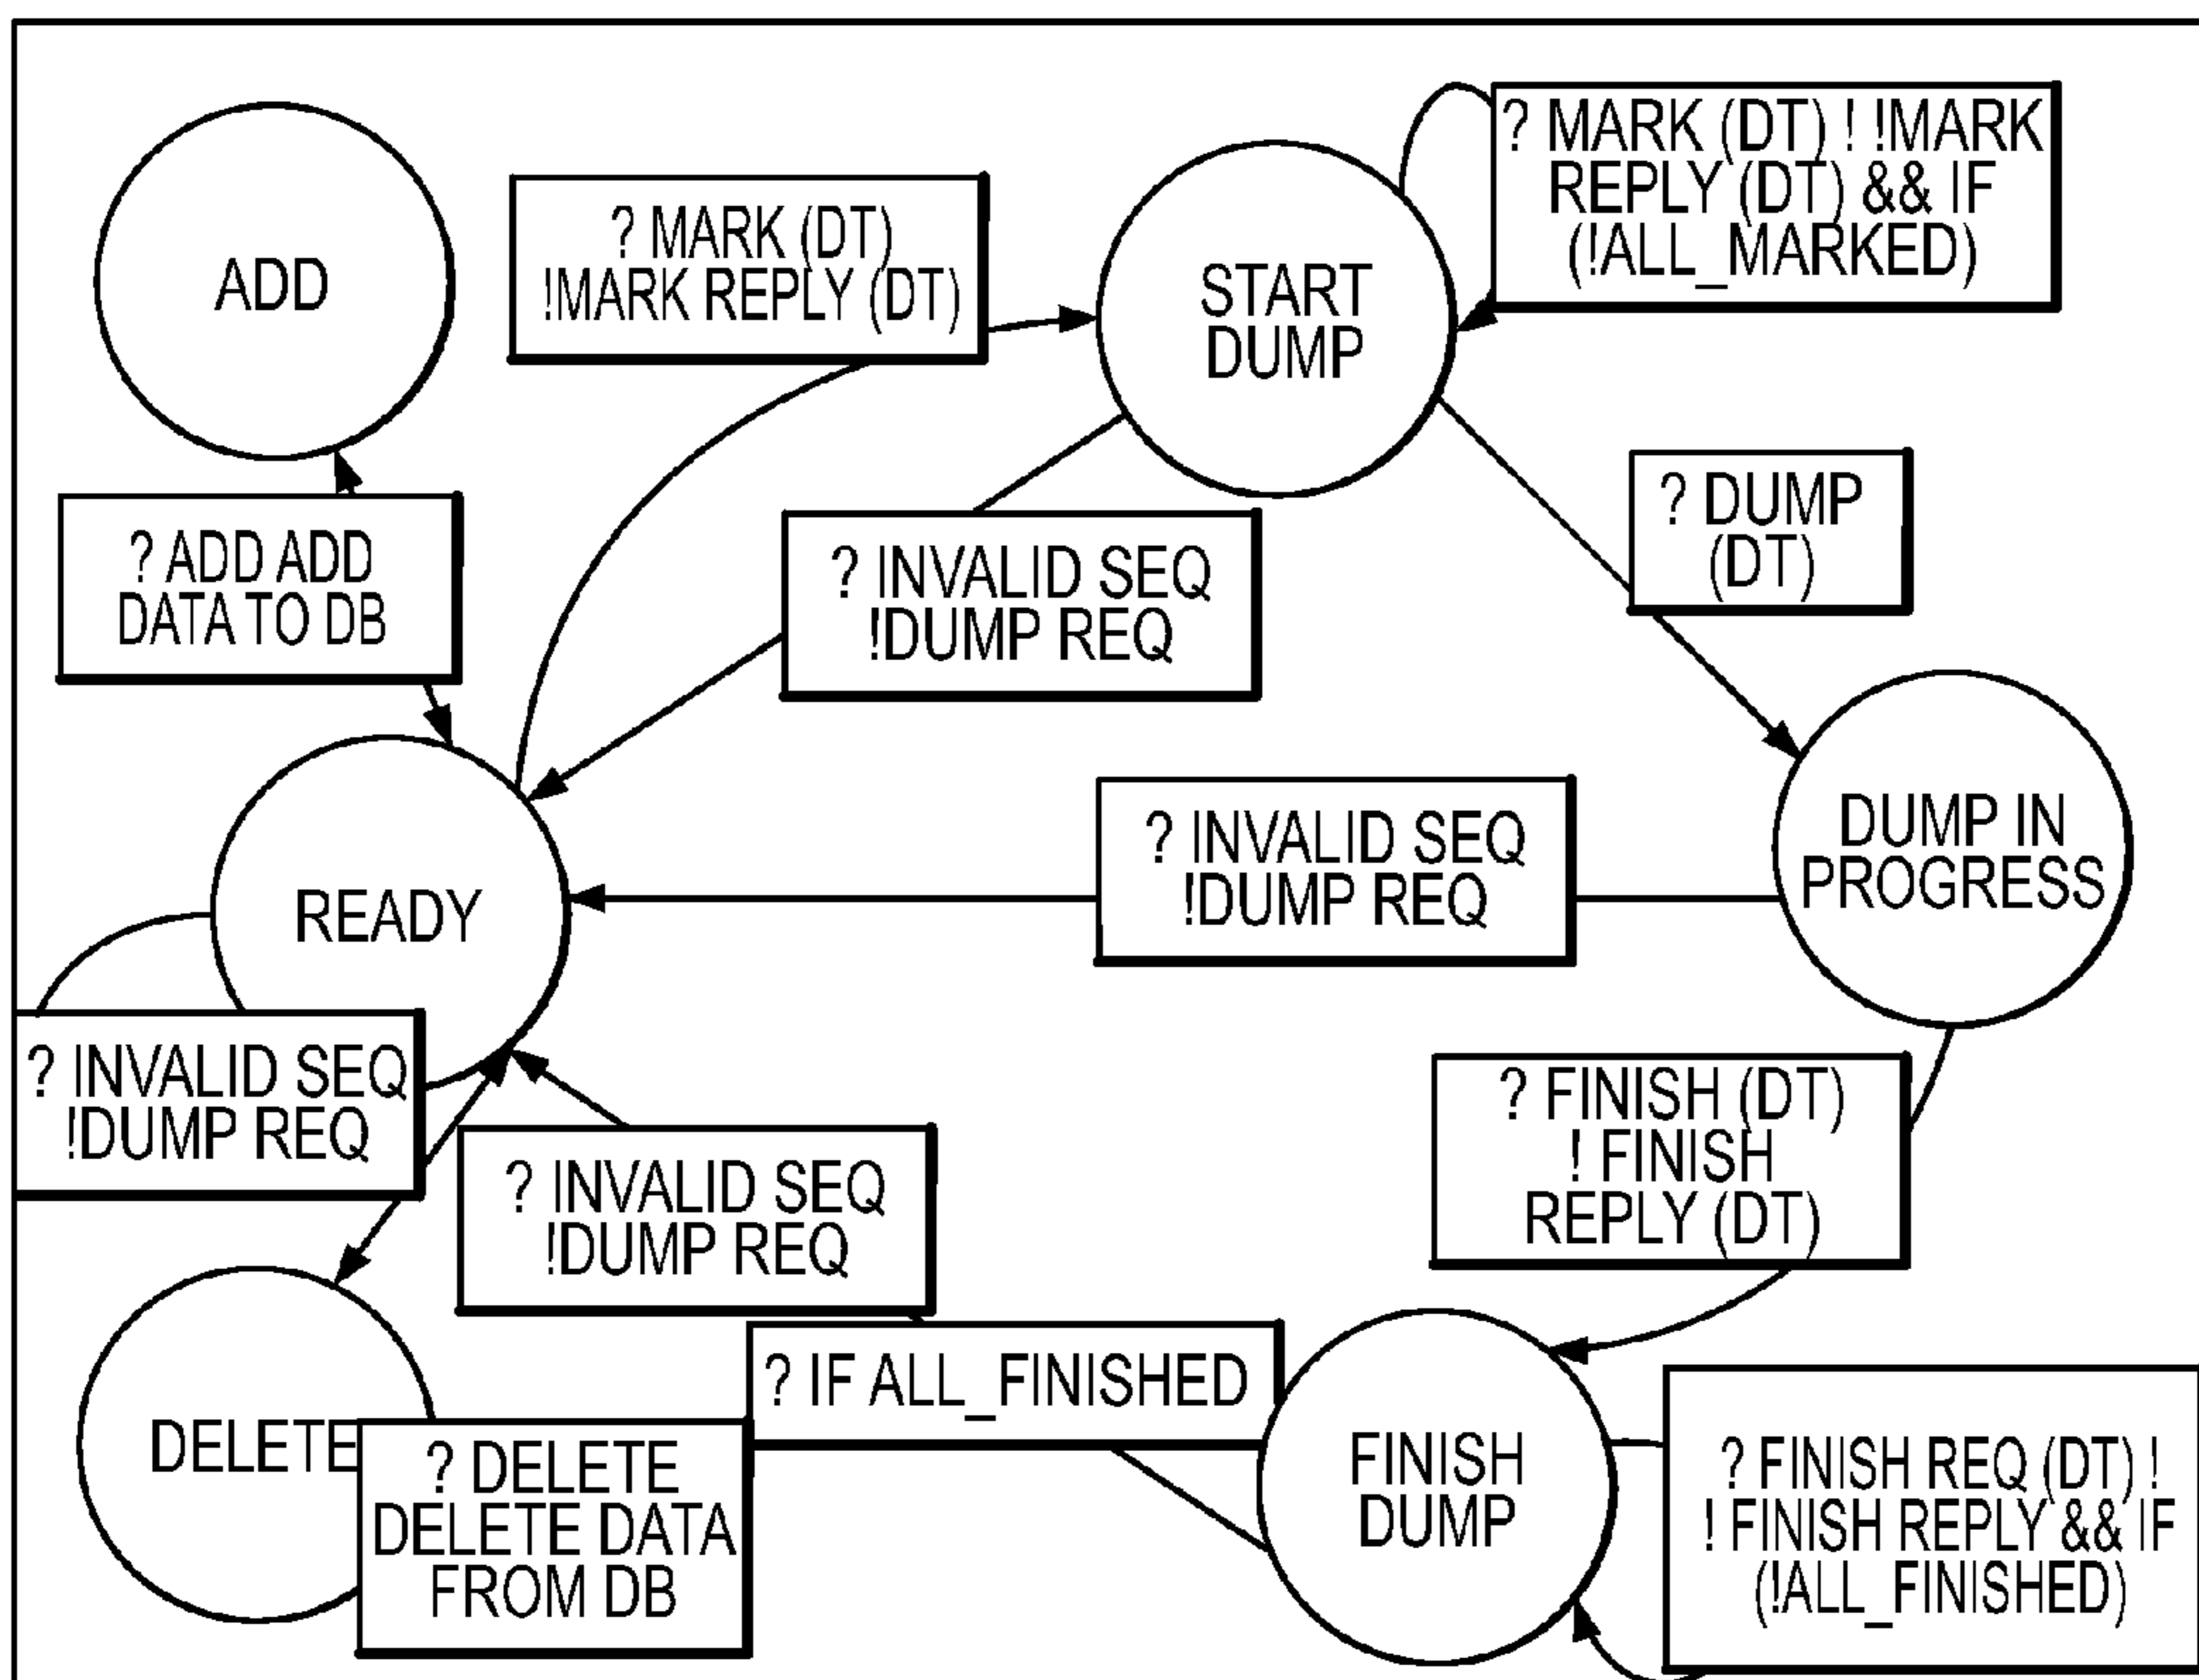 ADD
? MARK (DT)
!MARK REPLY (DT)
START
DUMP
? MARK (DT) ! !MARK
REPLY (DT) && IF
(!ALL_MARKED)
? ADD ADD
DATA TO DB
? INVALID SEQ
!DUMP REQ
? DUMP
(DT)
READY
? INVALID SEQ
!DUMP REQ
DUMP IN
PROGRESS
? INVALID SEQ
!DUMP REQ
? INVALID SEQ
!DUMP REQ
? FINISH (DT)
! FINISH
REPLY (DT)
DELETE
? DELETE
DELETE DATA
FROM DB
? IF ALL_FINISHED
FINISH
DUMP
? FINISH REQ (DT) !
! FINISH REPLY && IF
(!ALL_FINISHED)